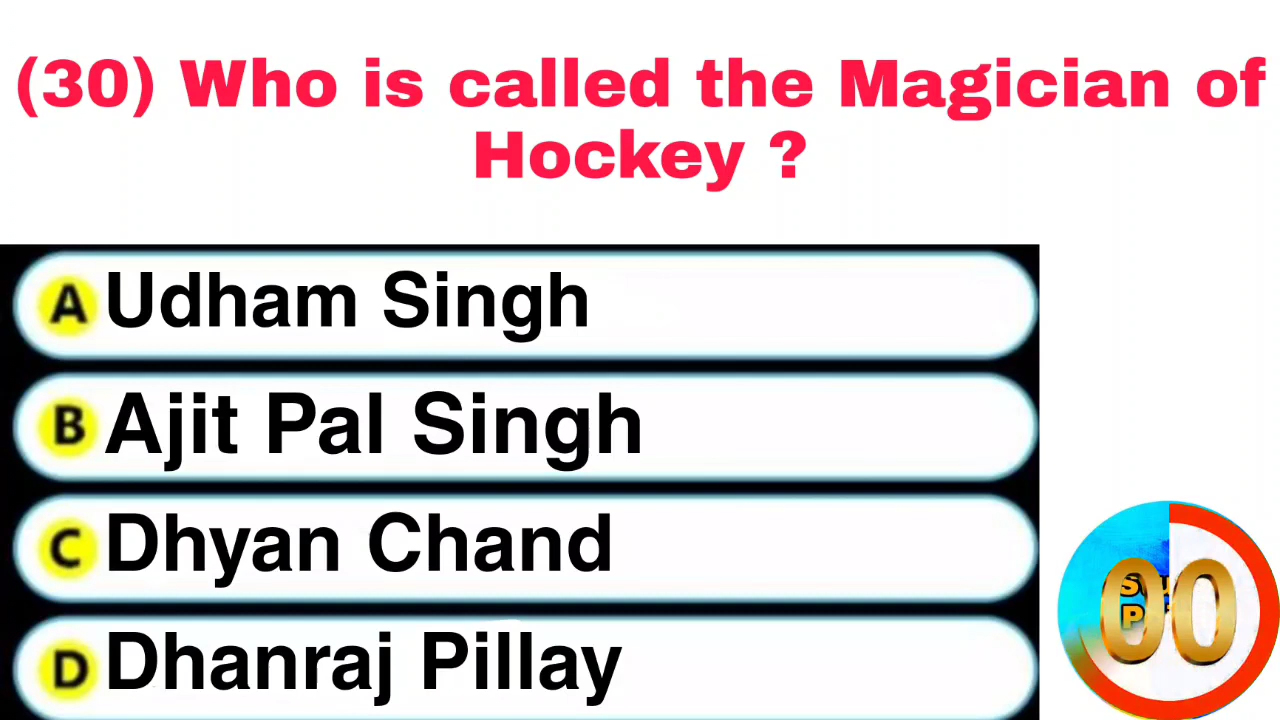 (30) Who is called the Magician of
Hockey ?
A Udham Singh
B Ajit Pal Singh
C Dhyan Chand
D Dhanraj Pillay
00